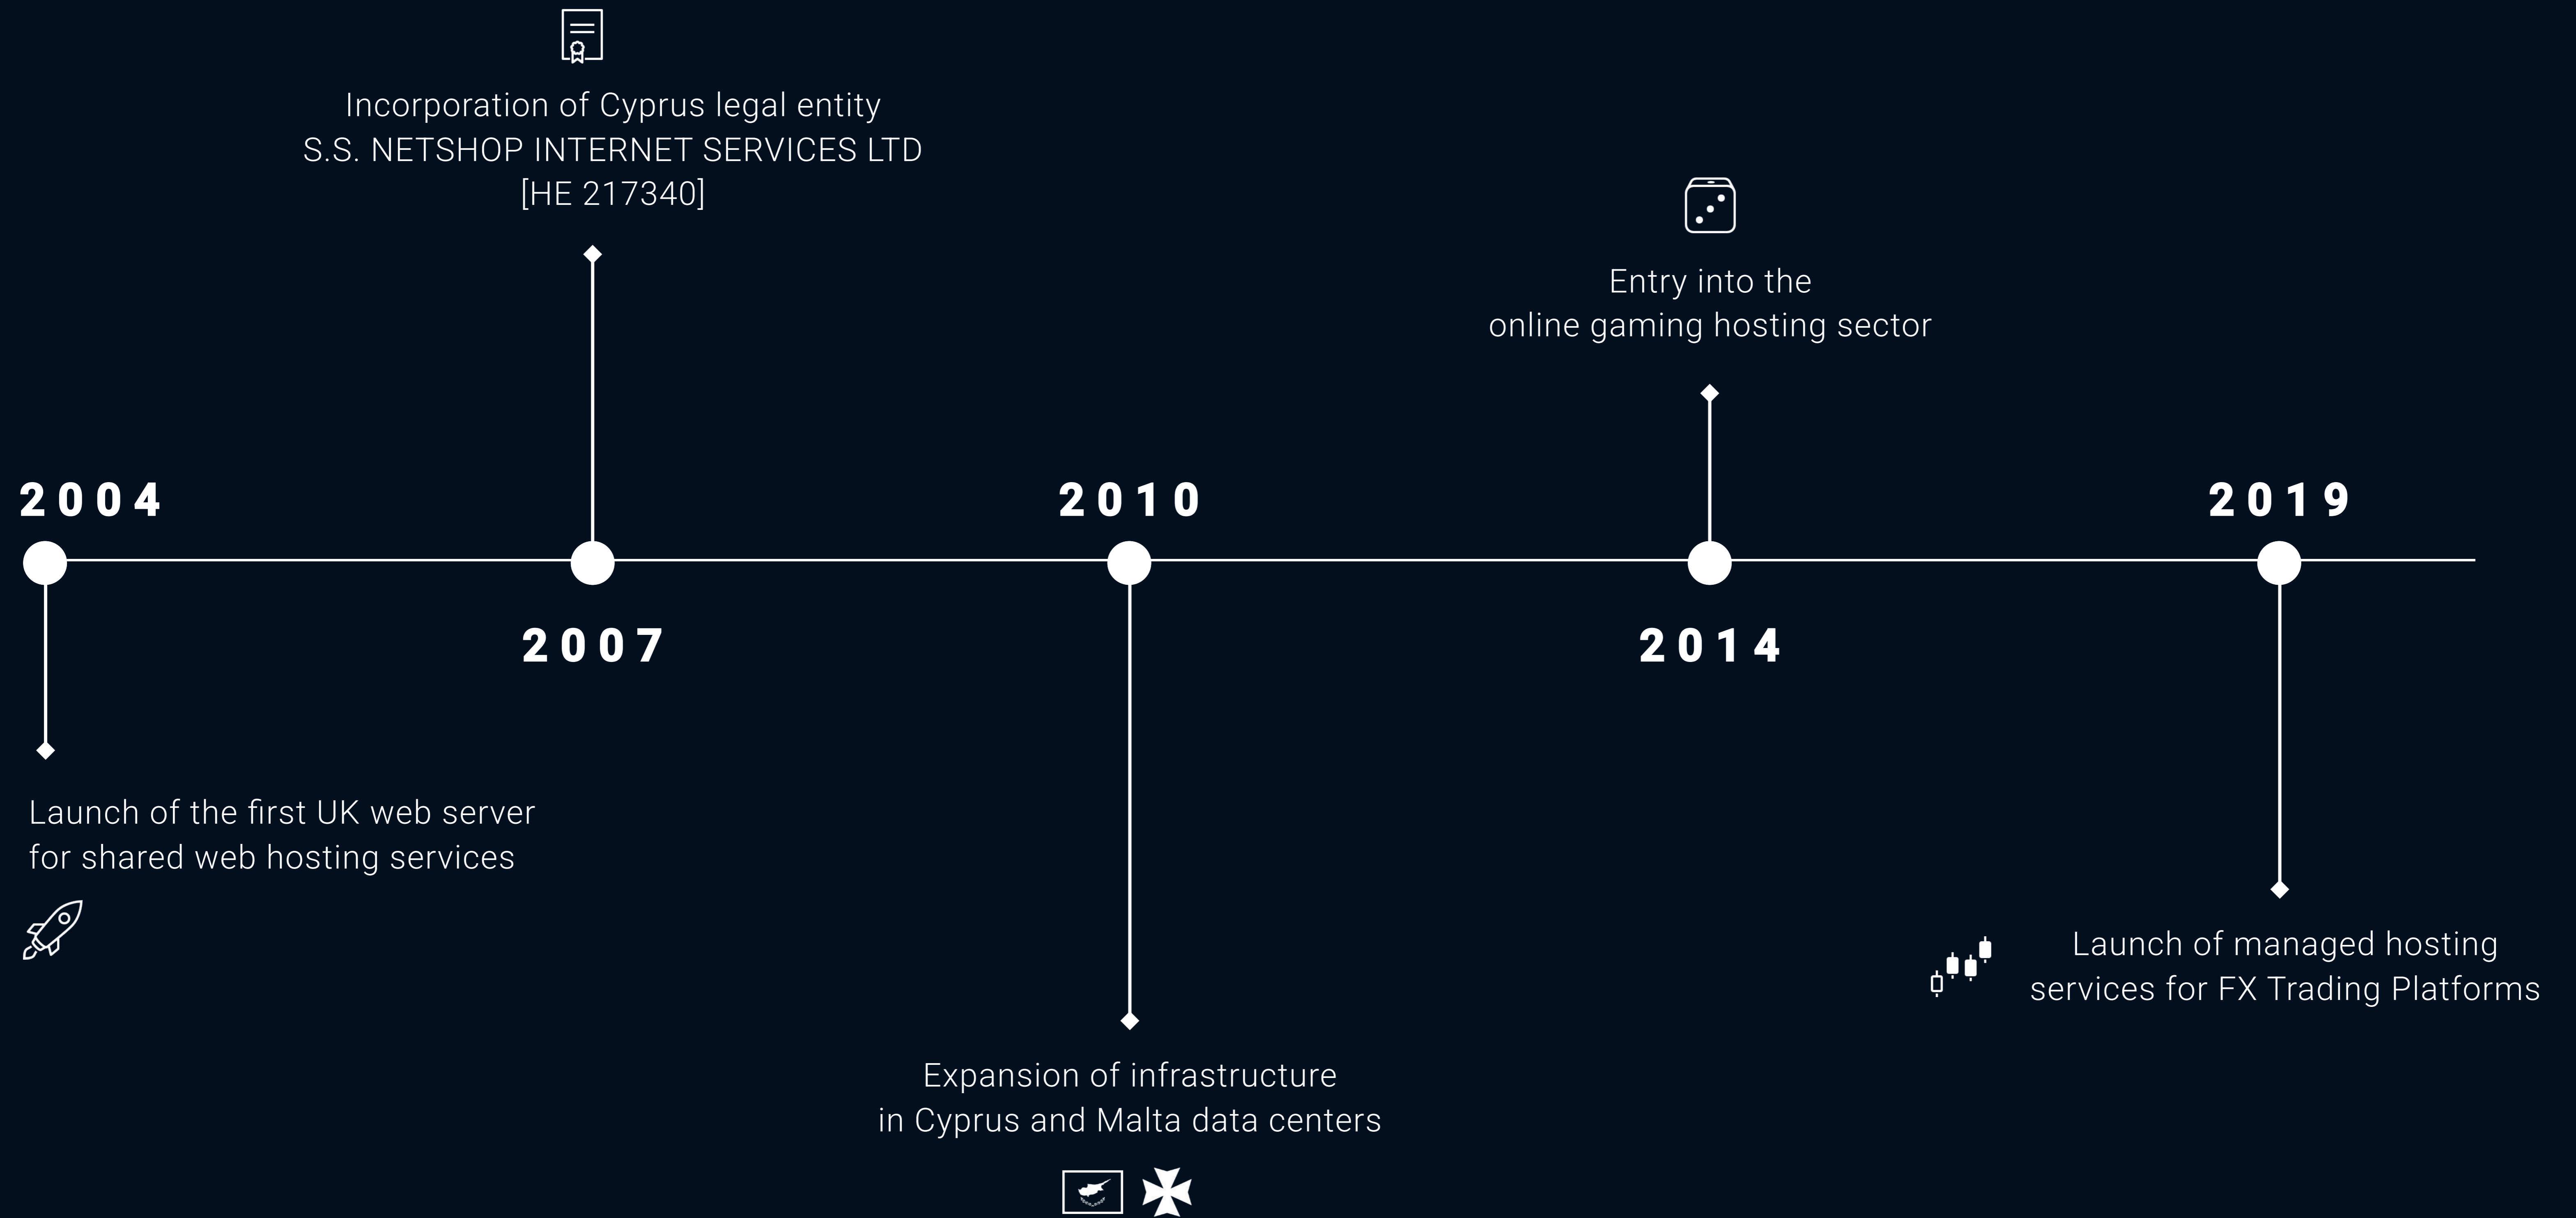 Incorporation of Cyprus legal entity
S.S. NETSHOP INTERNET SERVICES LTD
[HE 217340]
Entry into the
online gaming hosting sector
2004
2010
2019
2007
2014
Launch of the first UK web server
for shared web hosting services
Launch of managed hosting
services for FX Trading Platforms
Expansion of infrastructure
in Cyprus and Malta data centers